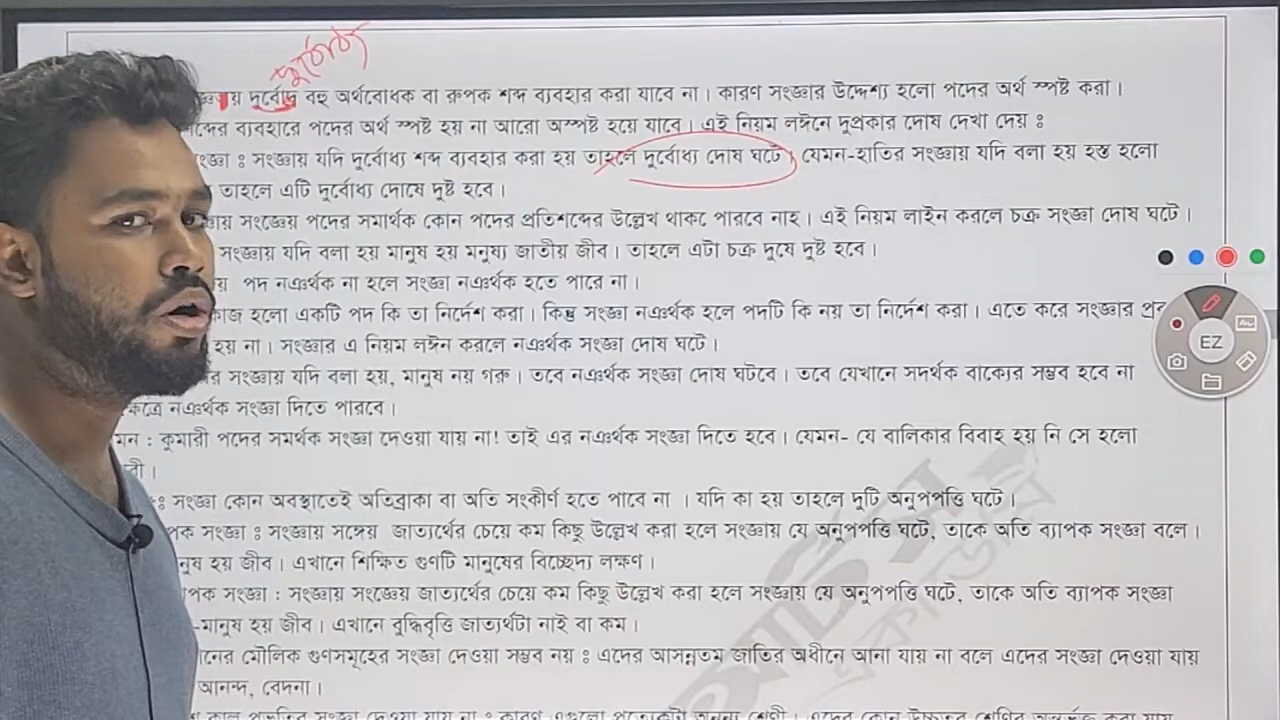 দুর্বোধ্য
য় দুর্বোদ্য বহু অর্থবোধক বা রুপক শব্দ ব্যবহার করা যাবে না। কারণ সংজ্ঞার উদ্দেশ্য হলো পদের অর্থ স্পষ্ট করা।
ব্দের ব্যবহারে পদের অর্থ স্পষ্ট হয় না আরো অস্পষ্ট হয়ে যাবে। এই নিয়ম লঙ্গনে দুপ্রকার দোষ দেখা দেয় ঃ
ংজ্ঞা ঃ সংজ্ঞায় যদি দুর্বোধ্য শব্দ ব্যবহার করা হয় তাহলে দুর্বোধ্য দোষ ঘটে। যেমন-হাতির সংজ্ঞায় যদি বলা হয় হস্ত হলো
তাহলে এটি দুর্বোধ্য দোষে দুষ্ট হবে।
জ্ঞায় সংজ্ঞেয় পদের সমার্থক কোন পদের প্রতিশব্দের উল্লেখ থাকতে পারবে নাহ। এই নিয়ম লাইন করলে চক্র সংজ্ঞা দোষ ঘটে।
সংজ্ঞায় যদি বলা হয় মানুষ হয় মনুষ্য জাতীয় জীব। তাহলে এটা চক্র দুষে দুষ্ট হবে।
য় পদ নঞর্থক না হলে সংজ্ঞা নঞর্থক হতে পারে না।
কাজ হলো একটি পদ কি তা নির্দেশ করা। কিন্তু সংজ্ঞা নঞর্থক হলে পদটি কি নয় তা নির্দেশ করা। এতে করে সংজ্ঞার প্র
হয় না। সংজ্ঞার এ নিয়ম লঙ্গন করলে নঞর্থক সংজ্ঞা দোষ ঘটে।
র সংজ্ঞায় যদি বলা হয়, মানুষ নয় গরু। তবে নঞর্থক সংজ্ঞা দোষ ঘটবে। তবে যেখানে সদর্থক বাক্যের সম্ভব হবে না
ক্ষেত্রে নঞর্থক সংজ্ঞা দিতে পারবে।
মন : কুমারী পদের সমর্থক সংজ্ঞা দেওয়া যায় না! তাই এর নঞর্থক সংজ্ঞা দিতে হবে। যেমন- যে বালিকার বিবাহ হয় নি সে হলো
রী।
ঃ সংজ্ঞা কোন অবস্থাতেই অতিব্রাকা বা অতি সংকীর্ণ হতে পাবে না । যদি কা হয় তাহলে দুটি অনুপপত্তি ঘটে।
পক সংজ্ঞা ঃ সংজ্ঞায় সঙ্গেয় জাত্যর্থের চেয়ে কম কিছু উল্লেখ করা হলে সংজ্ঞায় যে অনুপপত্তি ঘটে, তাকে অতি ব্যাপক সংজ্ঞা বলে।
নুষ হয় জীব। এখানে শিক্ষিত গুণটি মানুষের বিচ্ছেদ্য লক্ষণ।
পক সংজ্ঞা : সংজ্ঞায় সংজ্ঞেয় জাত্যর্থের চেয়ে কম কিছু উল্লেখ করা হলে সংজ্ঞায় যে অনুপপত্তি ঘটে, তাকে অতি ব্যাপক সংজ্ঞা
-মানুষ হয় জীব। এখানে বুদ্ধিবৃত্তি জাত্যর্থটা নাই বা কম।
নের মৌলিক গুণসমূহের সংজ্ঞা দেওয়া সম্ভব নয় ঃ এদের আসন্নতম জাতির অধীনে আনা যায় না বলে এদের সংজ্ঞা দেওয়া যায়
আনন্দ, বেদনা।
EZ